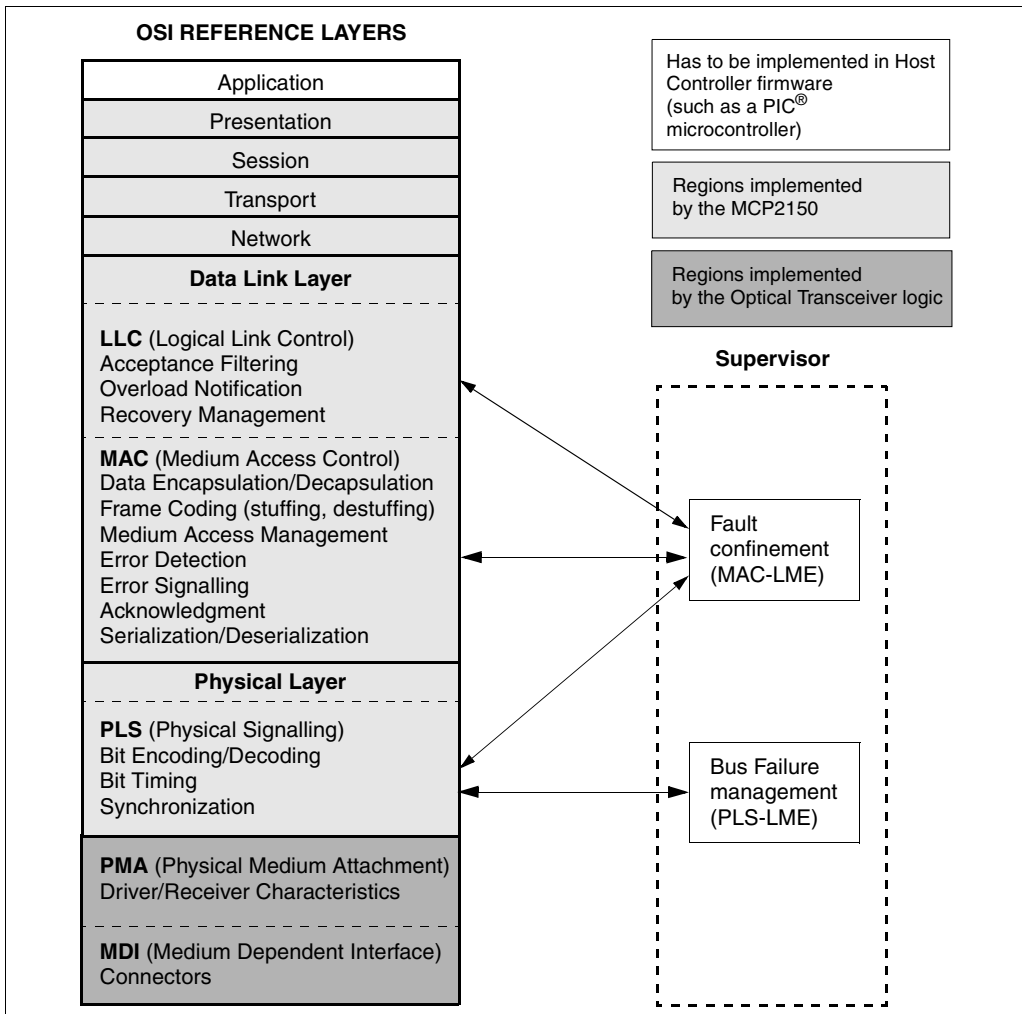 OSI REFERENCE LAYERS
Application
Presentation
Session
Transport
Network
Data Link Layer
LLC (Logical Link Control)
Acceptance Filtering
Overload Notification
Recovery Management
MAC (Medium Access Control)
Data Encapsulation/Decapsulation
Frame Coding (stuffing, destuffing)
Medium Access Management
Error Detection
Error Signalling
Acknowledgment
Serialization/Deserialization
Physical Layer
PLS (Physical Signalling)
Bit Encoding/Decoding
Bit Timing
Synchronization
PMA (Physical Medium Attachment)
Driver/Receiver Characteristics
MDI (Medium Dependent Interface)
Connectors
Has to be implemented in Host
Controller firmware
(such as a PIC®
microcontroller)
Regions implemented
by the MCP2150
Regions implemented
by the Optical Transceiver logic
Supervisor
Fault
confinement
(MAC-LME)
Bus Failure
management
(PLS-LME)